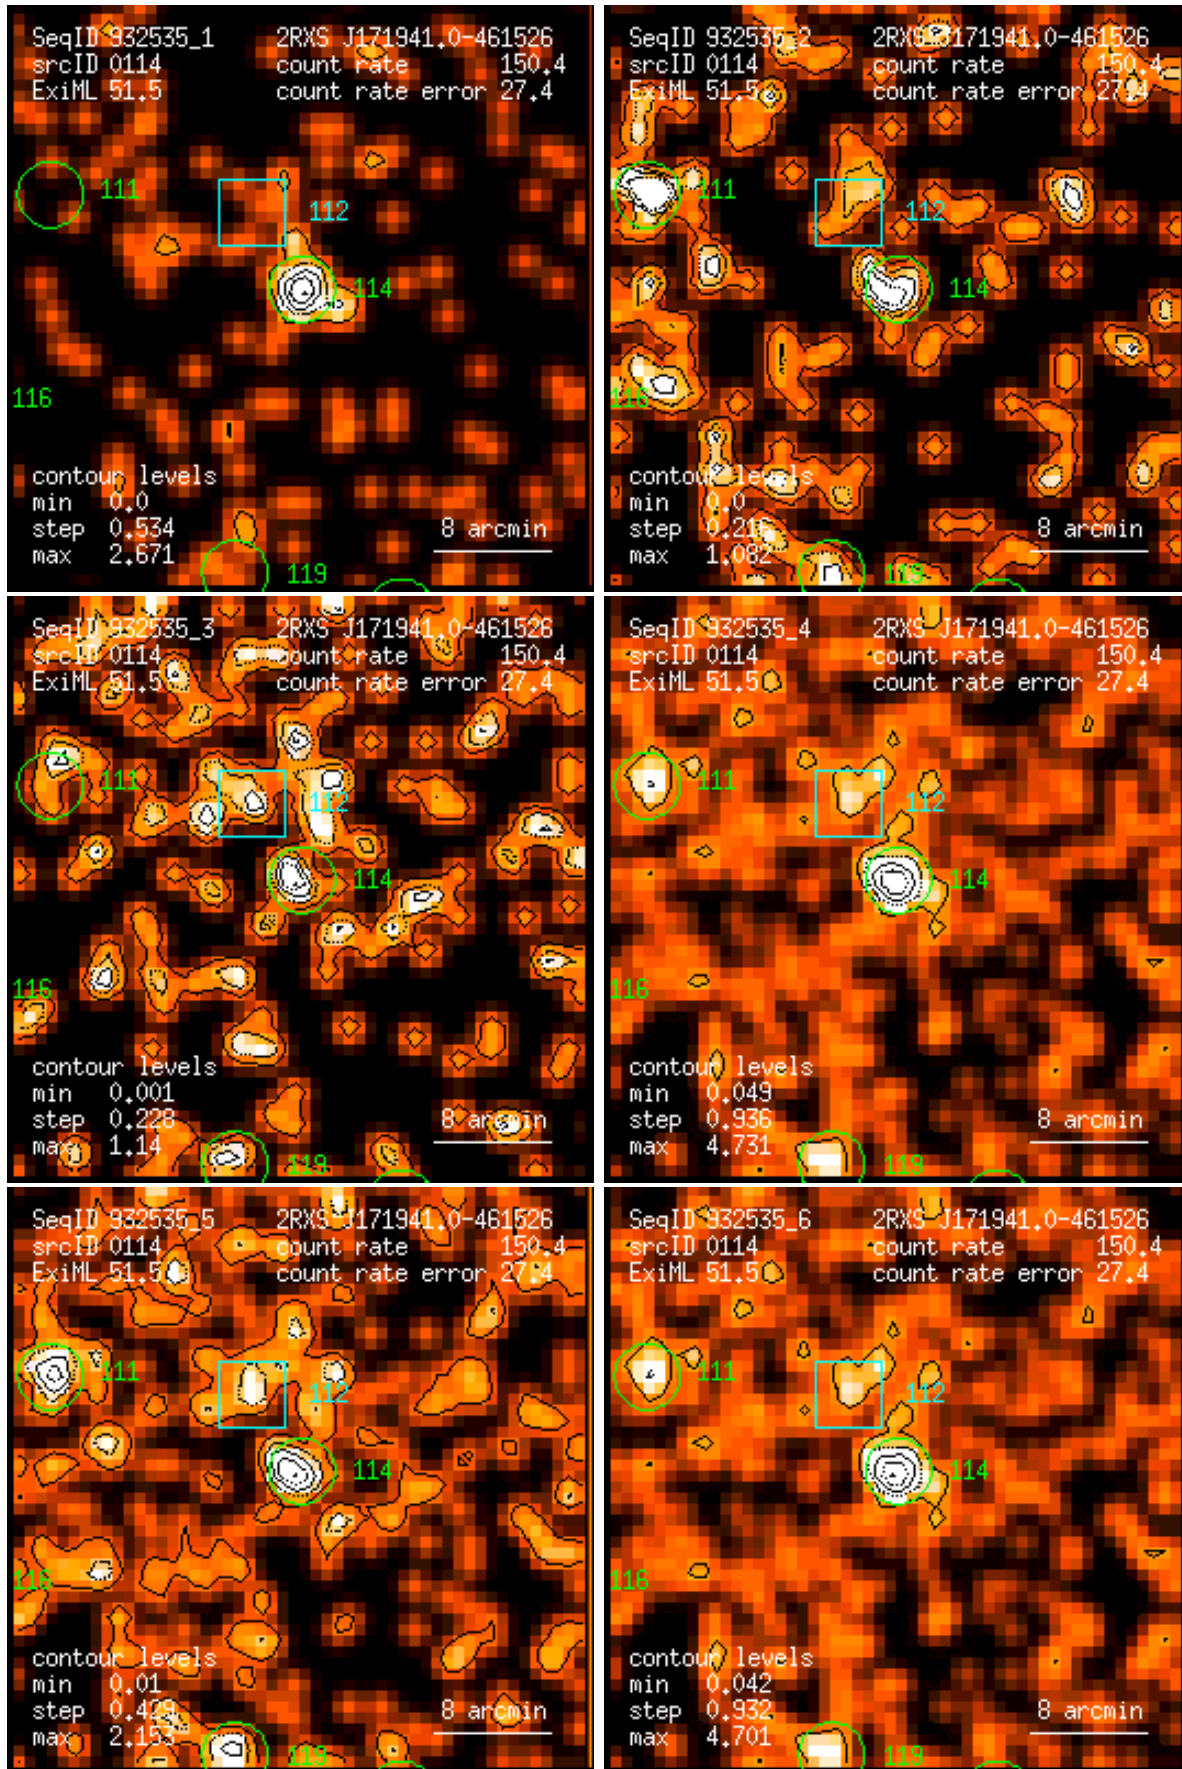 SeqID 932535_1 2RXS J171941.0-461526
srcID 0114 count rate 150.4
ExiML 51.5 count rate error 27.4
111
112
114
116
contour levels
min 0.0
step 0.534
max 2.671
8 arcmin
119
SeqID 932535_2 2RXS J171941.0-461526
srcID 0114 count rate 150.4
ExiML 51.5 count rate error 27.4
111
112
114
116
contour levels
min 0.0
step 0.216
max 1.082
8 arcmin
119
SeqID 932535_3 2RXS J171941.0-461526
srcID 0114 count rate 150.4
ExiML 51.5 count rate error 27.4
111
112
114
116
contour levels
min 0.001
step 0.228
max 1.14
8 arcmin
119
SeqID 932535_4 2RXS J171941.0-461526
srcID 0114 count rate 150.4
ExiML 51.5 count rate error 27.4
111
112
114
116
contour levels
min 0.049
step 0.936
max 4.731
8 arcmin
119
SeqID 932535_5 2RXS J171941.0-461526
srcID 0114 count rate 150.4
ExiML 51.5 count rate error 27.4
111
112
114
116
contour levels
min 0.01
step 0.429
max 2.153
8 arcmin
119
SeqID 932535_6 2RXS J171941.0-461526
srcID 0114 count rate 150.4
ExiML 51.5 count rate error 27.4
111
112
114
116
contour levels
min 0.042
step 0.932
max 4.701
8 arcmin
119